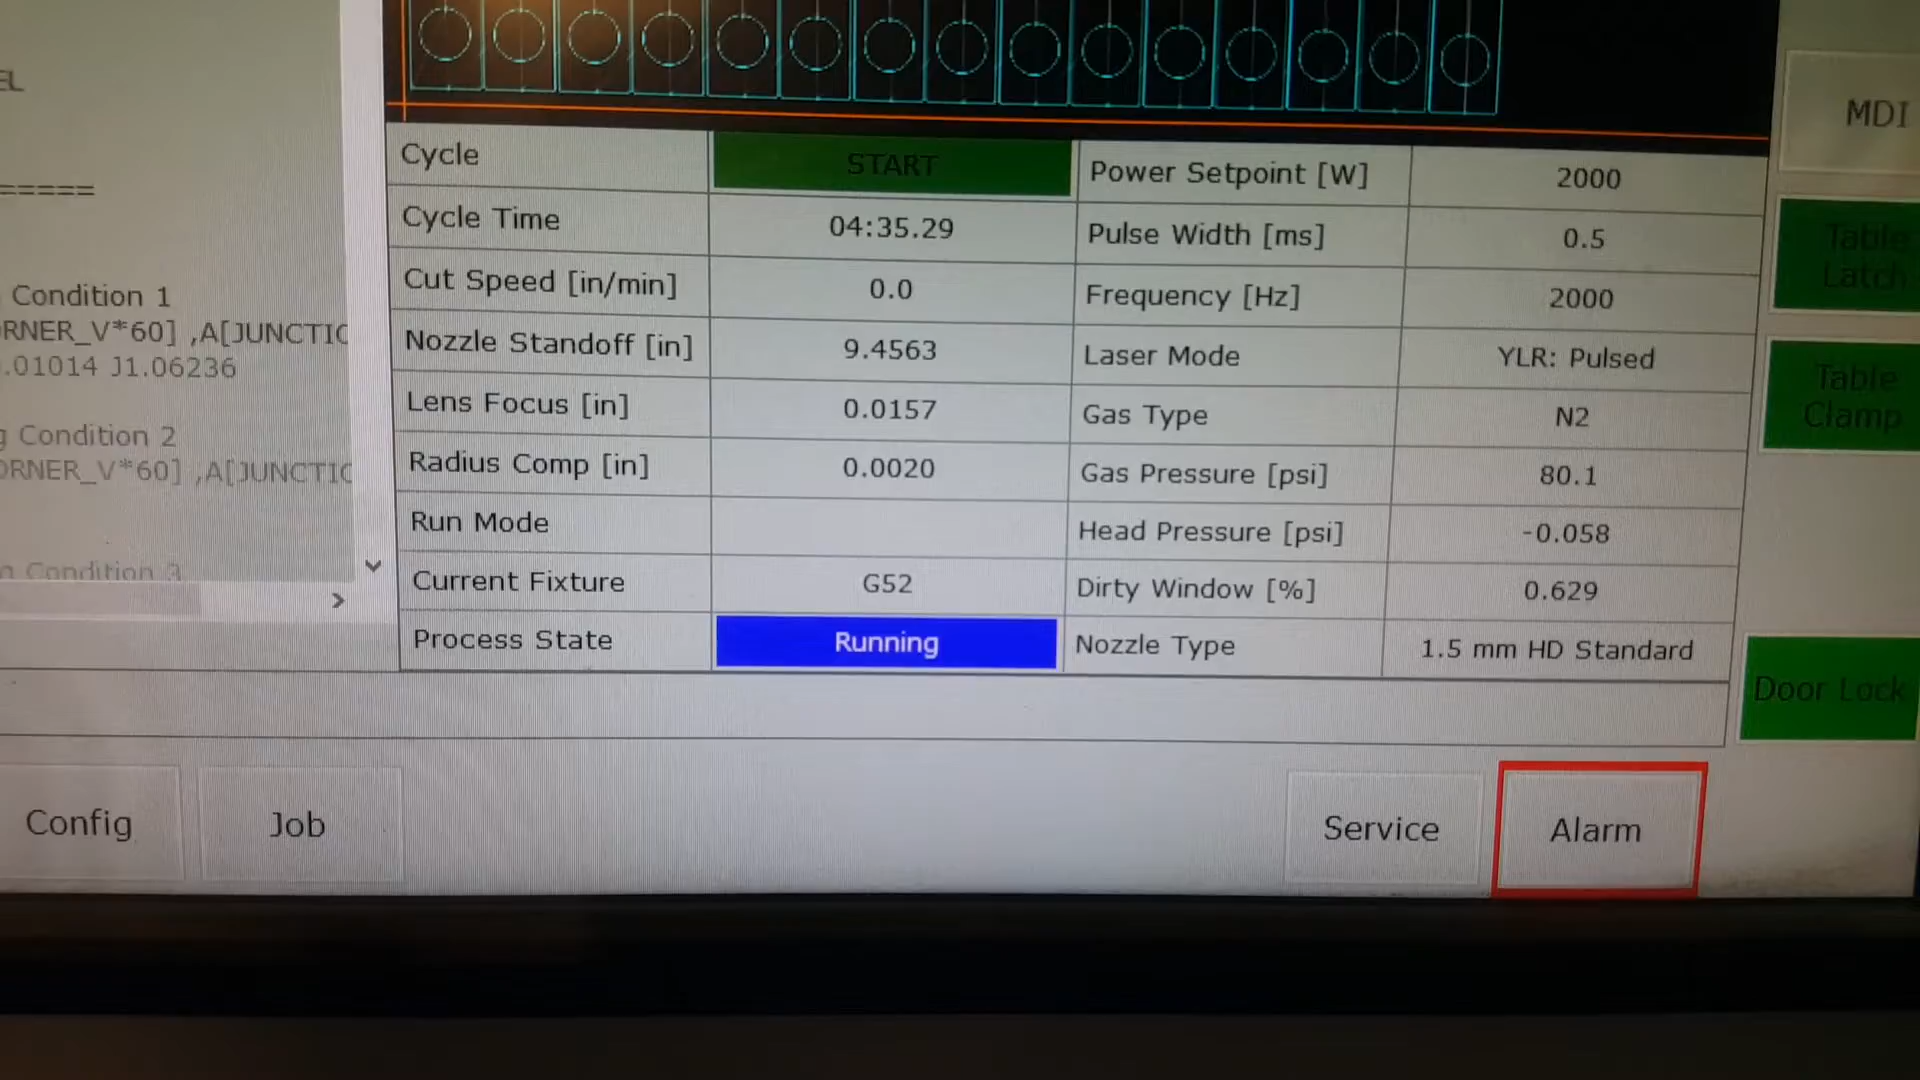 EL
=====
Condition 1
RNER_V*60] ,A[JUNCTIC
.01014 J1.06236
g Condition 2
ORNER_V*60] ,A[JUNCTIC
n Condition 3
Cycle START
Cycle Time 04:35.29
Cut Speed [in/min] 0.0
Nozzle Standoff [in] 9.4563
Lens Focus [in] 0.0157
Radius Comp [in] 0.0020
Run Mode
Current Fixture G52
Process State Running
Power Setpoint [W] 2000
Pulse Width [ms] 0.5
Frequency [Hz] 2000
Laser Mode YLR: Pulsed
Gas Type N2
Gas Pressure [psi] 80.1
Head Pressure [psi] -0.058
Dirty Window [%] 0.629
Nozzle Type 1.5 mm HD Standard
MDI
Table
Latch
Table
Clamp
Door Lock
Config
Job
Service
Alarm